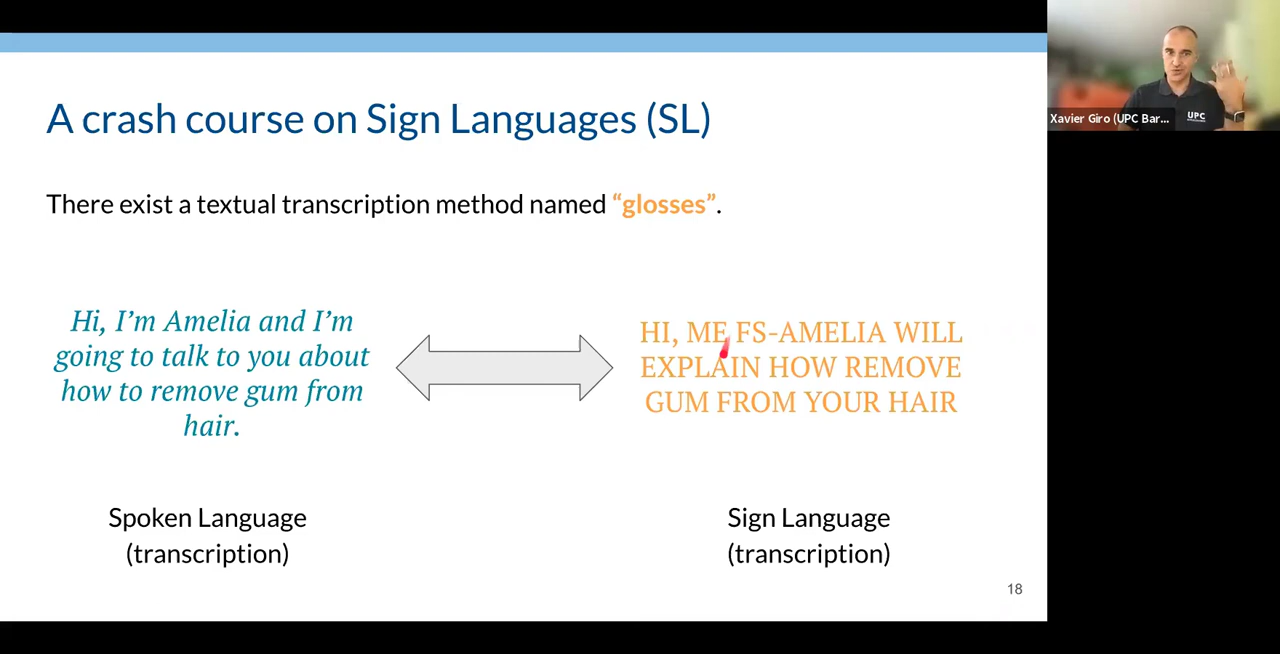 A crash course on Sign Languages (SL)
There exist a textual transcription method named “glosses”.
Hi, I’m Amelia and I’m
going to talk to you about
how to remove gum from
hair.
HI, ME FS-AMELIA WILL
EXPLAIN HOW REMOVE
GUM FROM YOUR HAIR
Spoken Language
(transcription)
Sign Language
(transcription)
18
Xavier Giro (UPC Bar...
UPC